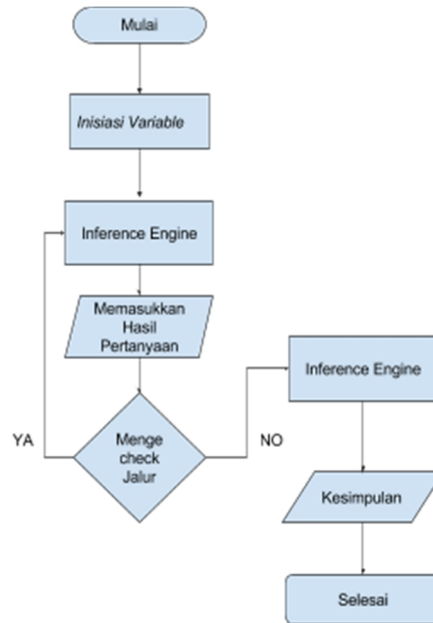 Mulai
Inisiasi Variable
Inference Engine
Memasukkan
Hasil
Pertanyaan
Menge
check
Jalur
YA
NO
Inference Engine
Kesimpulan
Selesai